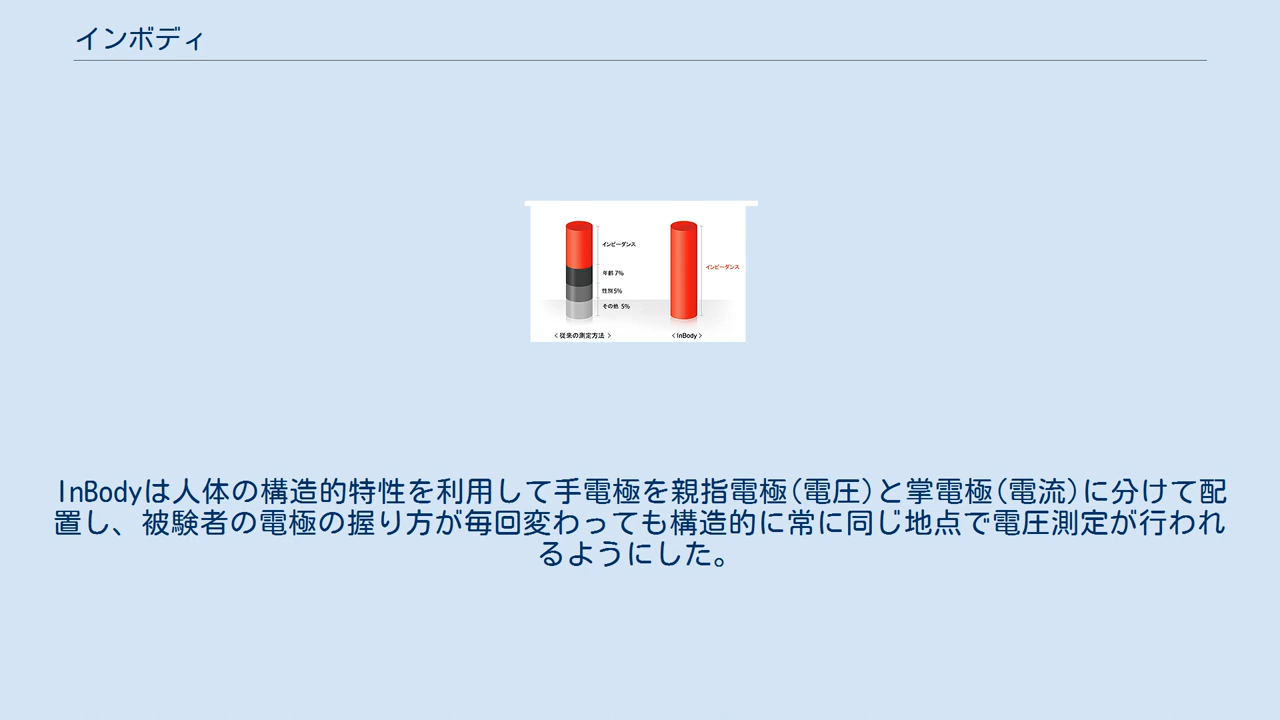 インボディ
インピーダンス
年齢 7%
性別 5%
その他 5%
インピーダンス
< 従来の測定方法 >
< InBody >
InBodyは人体の構造的特性を利用して手電極を親指電極(電圧)と掌電極(電流)に分けて配
置し、被験者の電極の握り方が毎回変わっても構造的に常に同じ地点で電圧測定が行われ
るようにした。